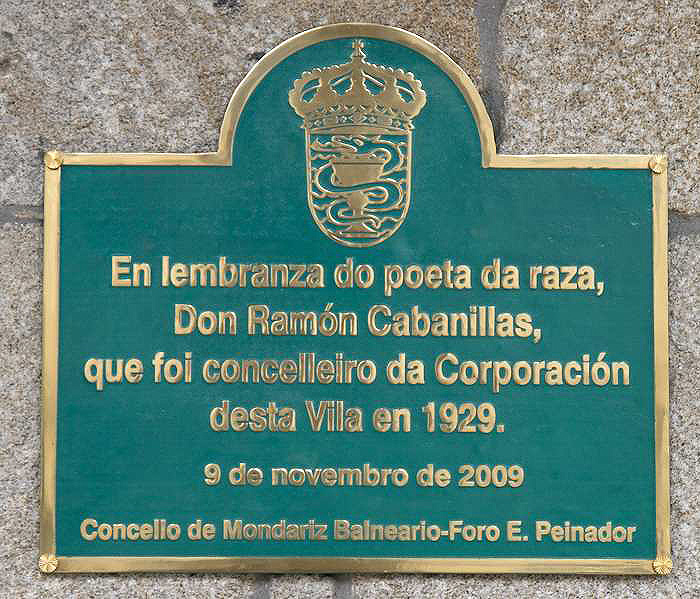 En lembranza do poeta da raza,
Don Ramón Cabanillas,
que foi concelleiro da Corporación
desta Vila en 1929.
9 de novembro de 2009
Concello de Mondariz Balneario-Foro E. Peinador